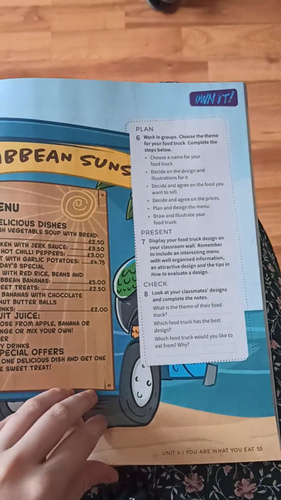 OWN IT!
BBEAN SUNS
ENU
ELICIOUS DISHES
SH VEGETABLE SOUP WITH BREAD:
£2.50
KEN WITH JERK SAUCE: £3.50
HOT CHILLI PEPPERS: £3.00
T WITH GARLIC POTATOES: £4.75
DAY'S SPECIAL
WITH RED RICE, BEANS AND
BBEAN BANANAS: £5.00
EET TREATS: £2.50
BANANAS WITH CHOCOLATE
NUT BUTTER BALLS
INKS: £2.00
UIT JUICE:
OSE FROM APPLE, BANANA OR
NGE OR MIX YOUR OWN!
ER
Y DRINKS
PECIAL OFFERS
ONE DELICIOUS DISH AND GET ONE
E SWEET TREAT!
PLAN
6 Work in groups. Choose the theme
for your food truck. Complete the
steps below.
• Choose a name for your
food truck.
• Decide on the design and
illustrations for it.
• Decide and agree on the food you
want to sell.
• Decide and agree on the prices.
• Plan and design the menu.
• Draw and illustrate your
food truck.
PRESENT
7 Display your food truck design on
your classroom wall. Remember
to include an interesting menu
with well organised information,
an attractive design and the tips in
How to evaluate a design.
CHECK
8 Look at your classmates' designs
and complete the notes.
What is the theme of their food
truck?
Which food truck has the best
design?
Which food truck would you like to
eat from? Why?
UNIT 4 | YOU ARE WHAT YOU EAT 55